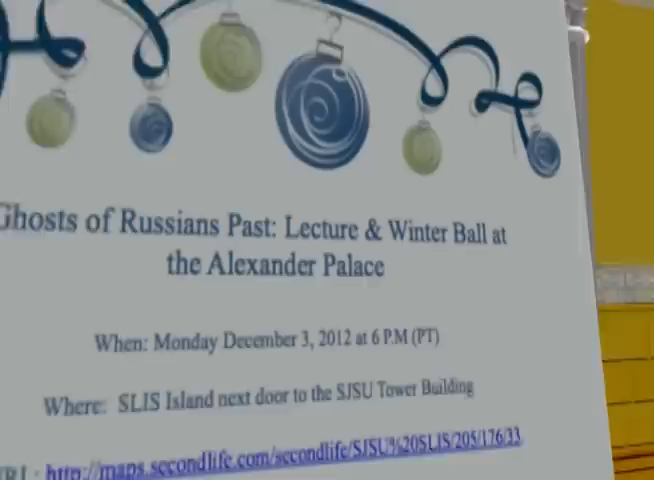 Ghosts of Russians Past: Lecture & Winter Ball at
the Alexander Palace
When: Monday December 3, 2012 at 6 P.M (PT)
Where: SLIS Island next door to the SJSU Tower Building
URL: http://maps.secondlife.com/secondlife/SJSU%20SLIS/205/176/33